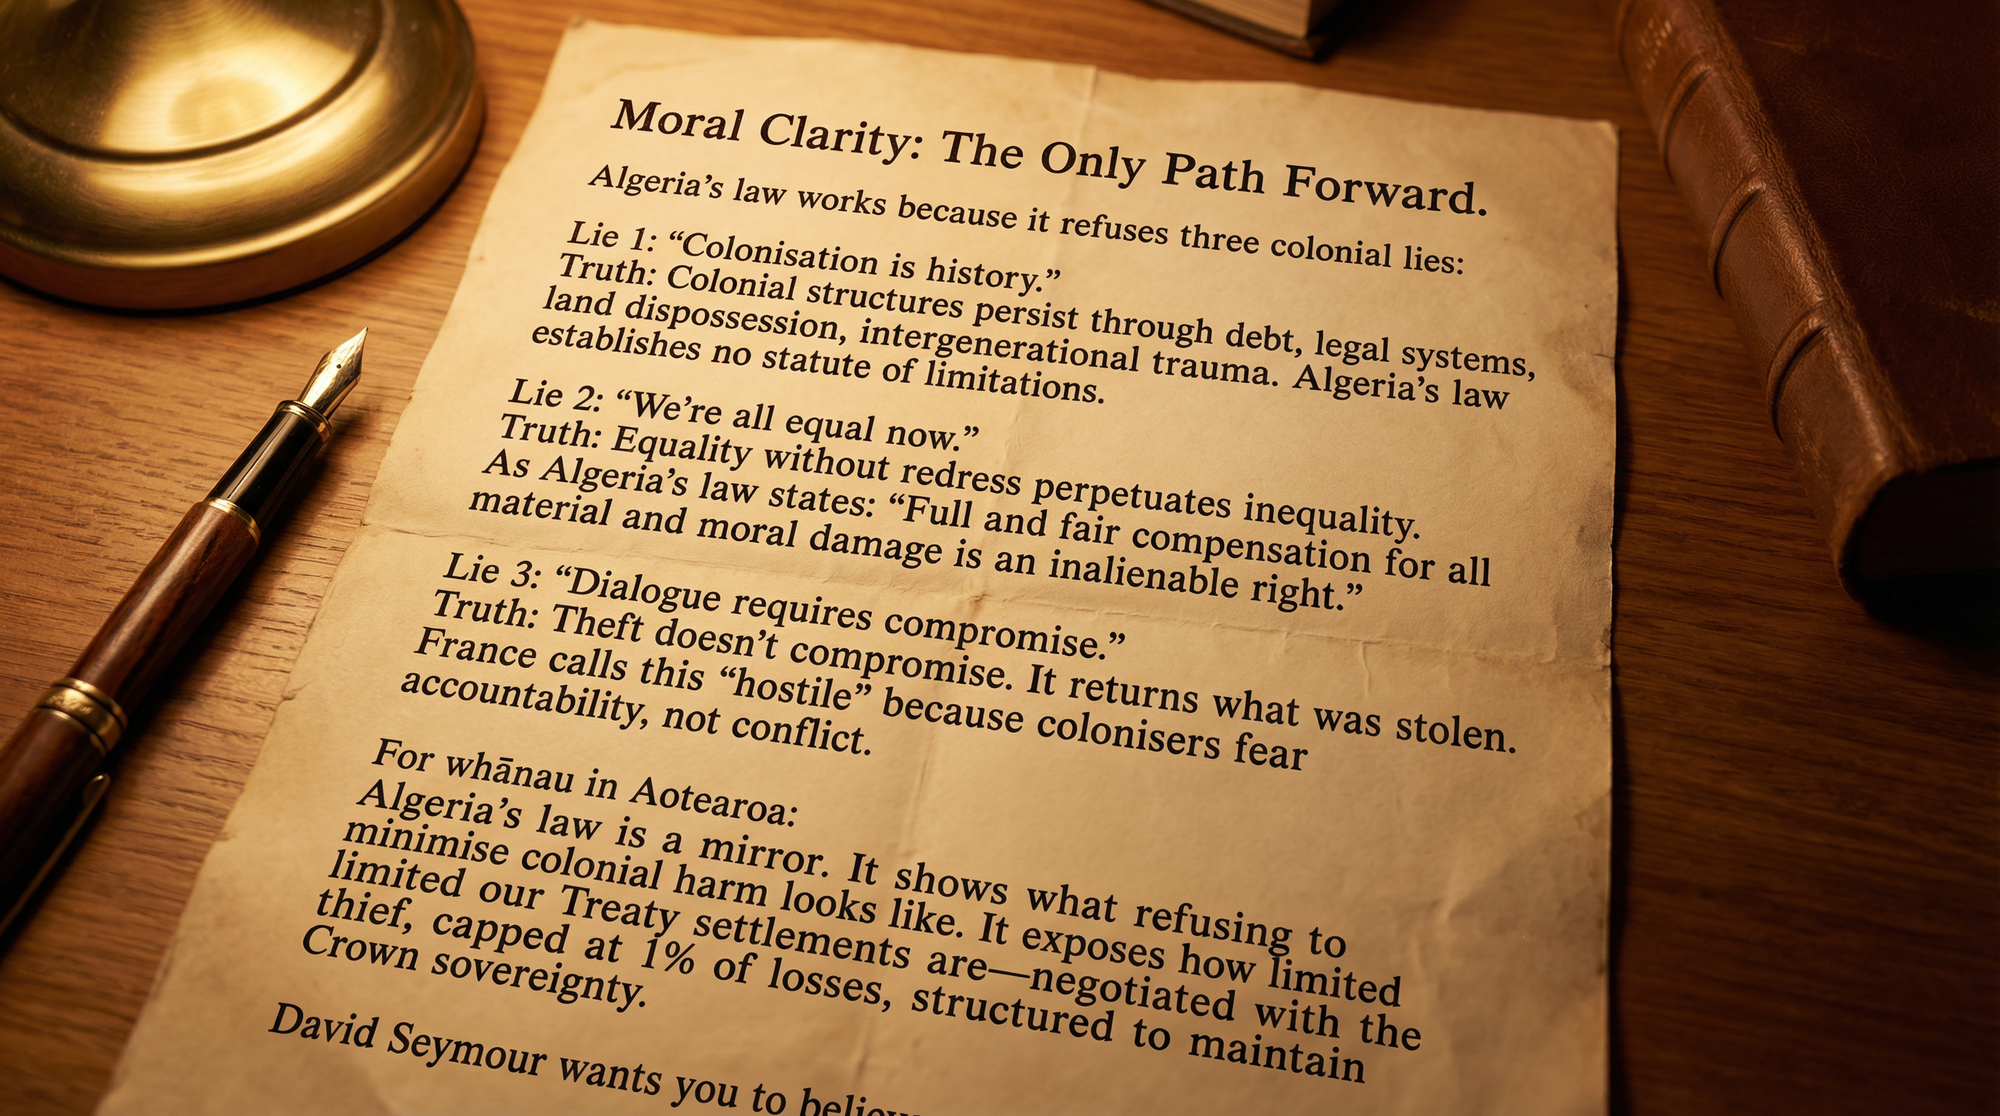 Moral Clarity: The Only Path Forward.
Algeria’s law works because it refuses three colonial lies:
Lie 1: “Colonisation is history.”
Truth: Colonial structures persist through debt, legal systems,
land dispossession, intergenerational trauma. Algeria’s law
establishes no statute of limitations.
Lie 2: “We’re all equal now.”
Truth: Equality without redress perpetuates inequality.
As Algeria’s law states: “Full and fair compensation for all
material and moral damage is an inalienable right.”
Lie 3: “Dialogue requires compromise.”
Truth: Theft doesn’t compromise. It returns what was stolen.
France calls this “hostile” because colonisers fear
accountability, not conflict.
For whānau in Aotearoa:
Algeria’s law is a mirror. It shows what refusing to
minimise colonial harm looks like. It exposes how limited
limited our Treaty settlements are—negotiated with the
thief, capped at 1% of losses, structured to maintain
Crown sovereignty.
David Seymour wants you to